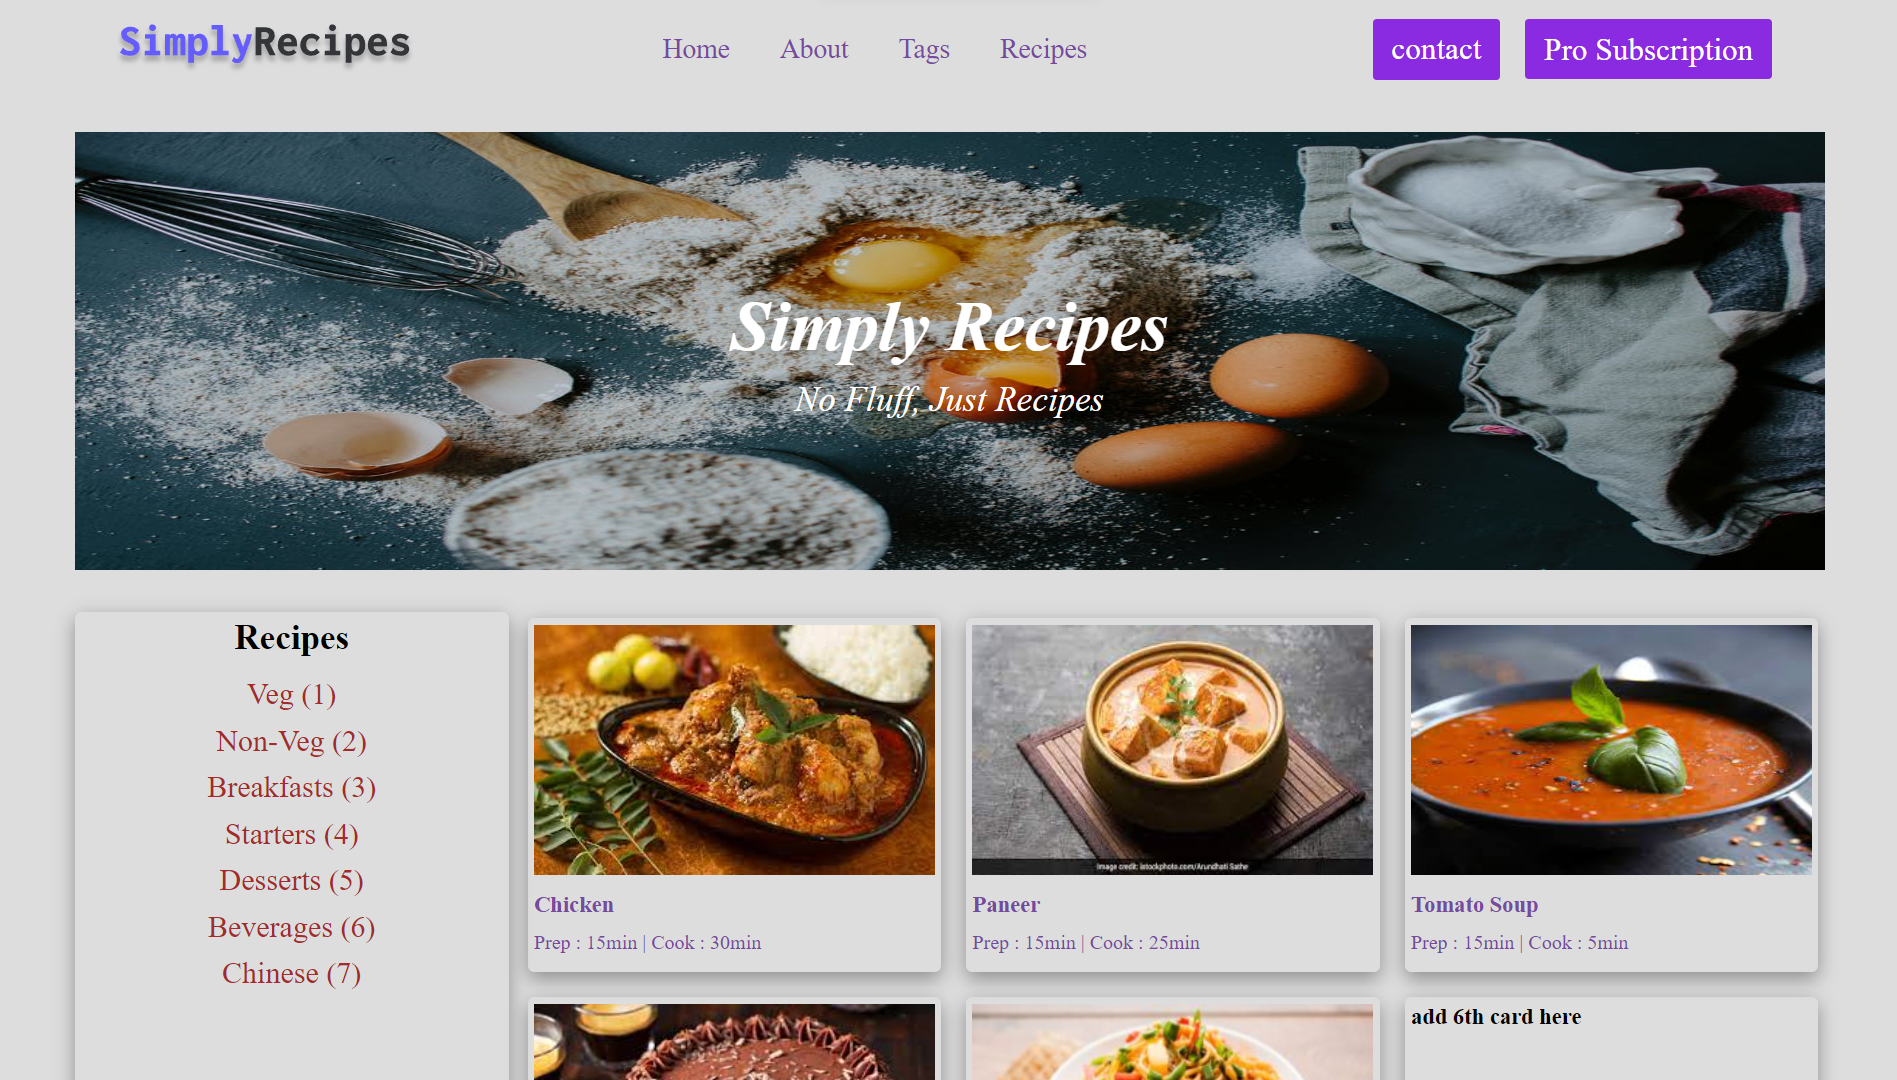 SimplyRecipes
Home
About
Tags
Recipes
contact
Pro Subscription
Simply Recipes
No Fluff, Just Recipes
Recipes
Veg (1)
Non-Veg (2)
Breakfasts (3)
Starters (4)
Desserts (5)
Beverages (6)
Chinese (7)
Chicken
Prep : 15min | Cook : 30min
Image credit: istockphoto.com/Arundhati Sathe
Paneer
Prep : 15min | Cook : 25min
Tomato Soup
Prep : 15min | Cook : 5min
add 6th card here